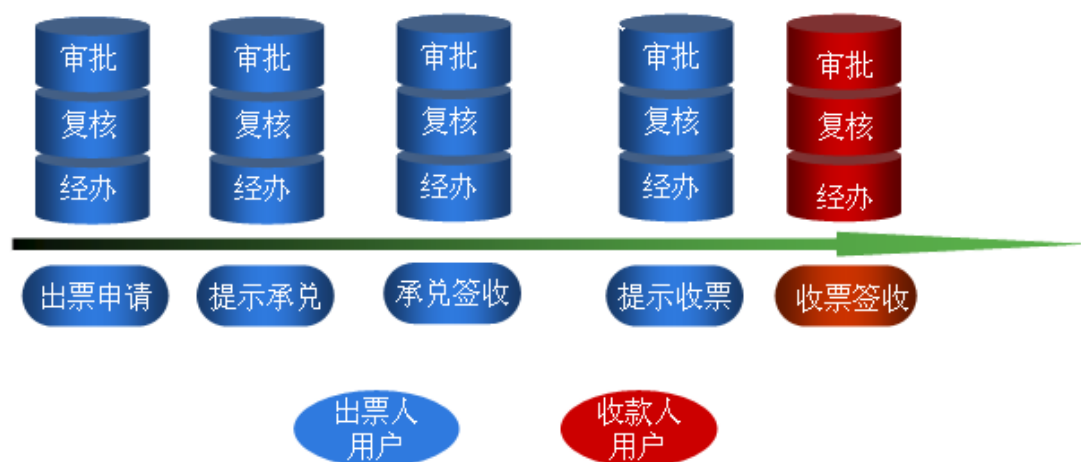 审批 审批 审批 审批 审批
复核 复核 复核 复核 复核
经办 经办 经办 经办 经办
出票申请 提示承兑 承兑签收 提示收票 收票签收
出票人 收款人
用户 用户